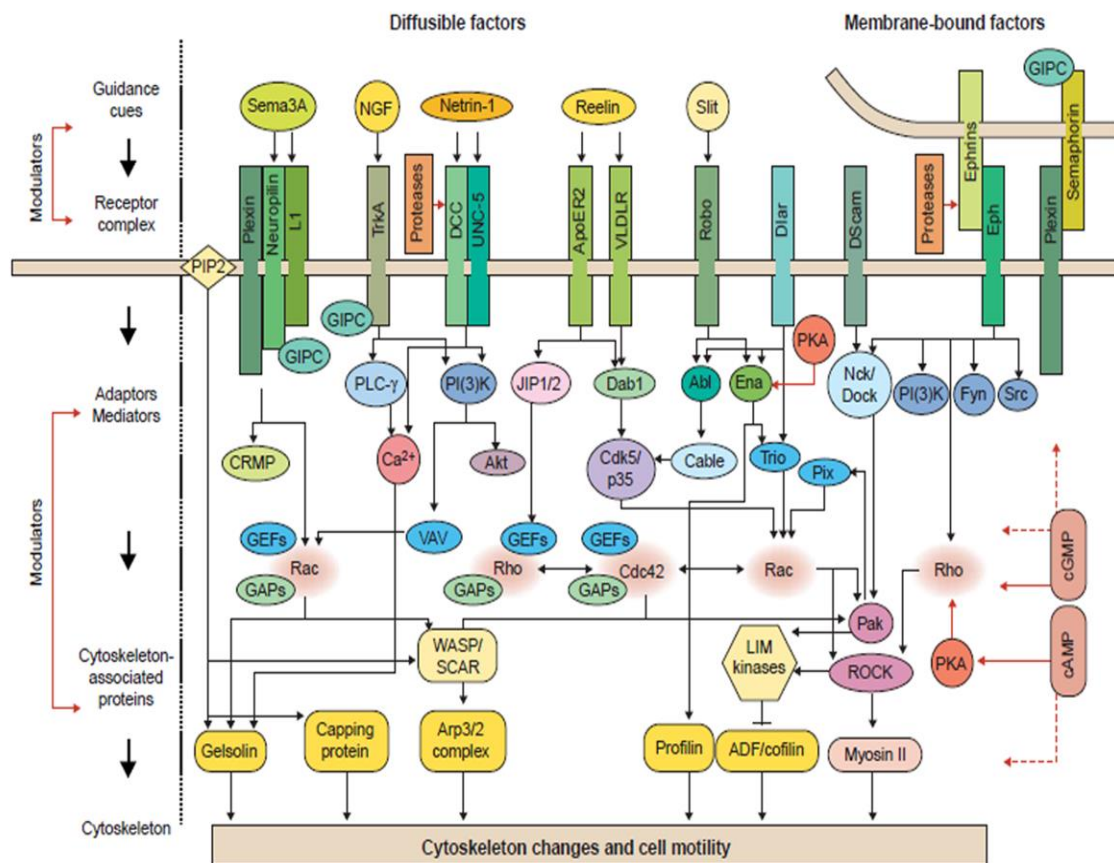 Diffusible factors
Membrane-bound factors
Guidance
cues
Modulators
Receptor
complex
Sema3A
NGF
Netrin-1
Reelin
Slit
GIPC
Plexin
Neuropilin
L1
TrkA
Proteases
DCC
UNC-5
ApoER2
VLDLR
Robo
Dlar
DScam
Proteases
Ephrins
Eph
Plexin
Semaphorin
PIP2
GIPC
GIPC
PKA
Adaptors
Mediators
PLC-γ
PI(3)K
JIP1/2
Dab1
Abl
Ena
Nck/
Dock
PI(3)K
Fyn
Src
CRMP
Ca2+
Akt
Cdk5/
p35
Cable
Trio
Pix
Modulators
GEFs
Rac
GAPs
VAV
GEFs
Rho
GAPs
GEFs
Cdc42
GAPs
Rac
Rho
cGMP
Pak
WASP/
SCAR
LIM
kinases
ROCK
PKA
cAMP
Cytoskeleton-
associated
proteins
Gelsolin
Capping
protein
Arp3/2
complex
Profilin
ADF/cofilin
Myosin II
Cytoskeleton
Cytoskeleton changes and cell motility